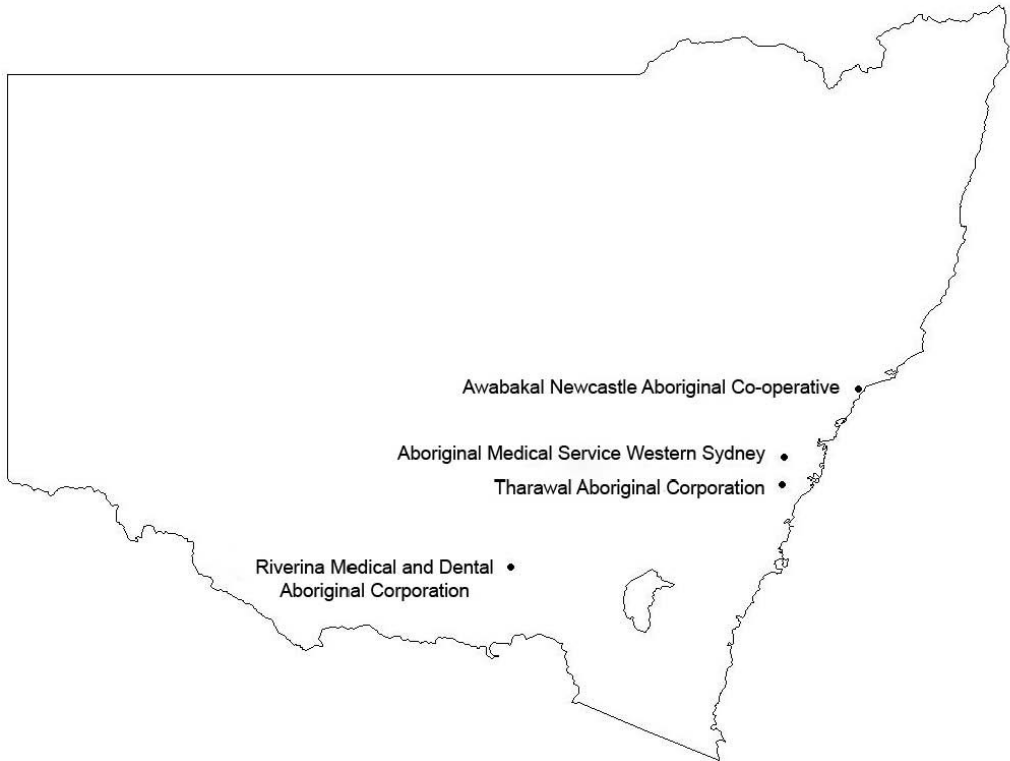 Awabakal Newcastle Aboriginal Co-operative
Aboriginal Medical Service Western Sydney
Tharawal Aboriginal Corporation
Riverina Medical and Dental
Aboriginal Corporation